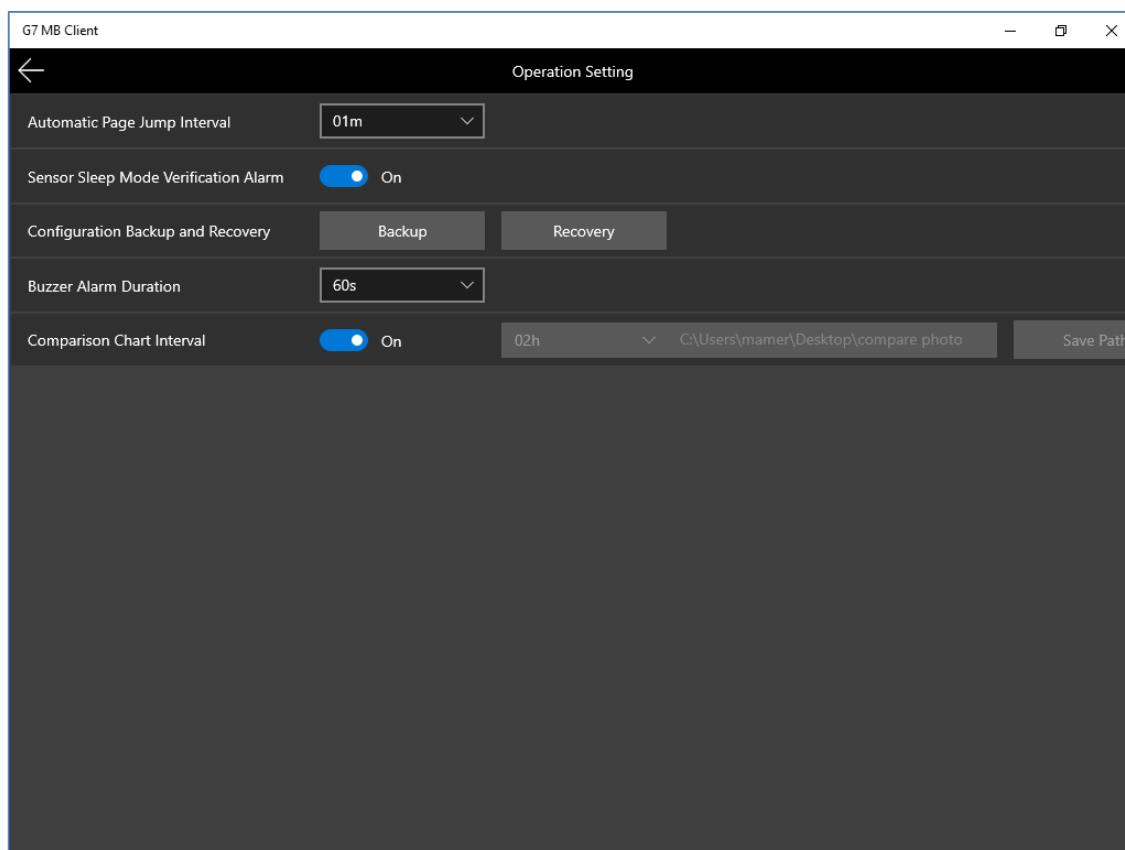 G7 MB Client
Operation Setting
Automatic Page Jump Interval 01m
Sensor Sleep Mode Verification Alarm On
Configuration Backup and Recovery Backup Recovery
Buzzer Alarm Duration 60s
Comparison Chart Interval On 02h C:\Users\mamer\Desktop\compare photo Save Path